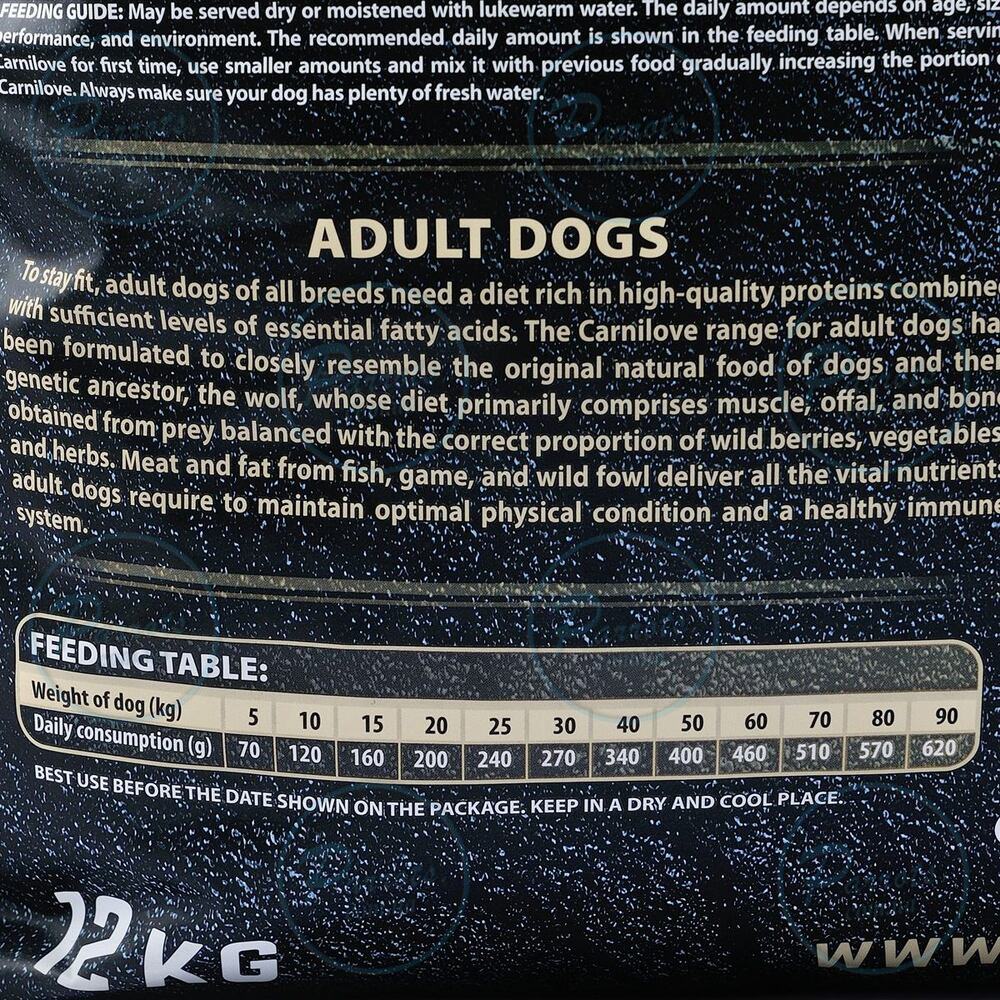 FEEDING GUIDE: May be served dry or moistened with lukewarm water. The daily amount depends on age, siz
performance, and environment. The recommended daily amount is shown in the feeding table. When servin
Carnilove for first time, use smaller amounts and mix it with previous food gradually increasing the portion
Carnilove. Always make sure your dog has plenty of fresh water.
ADULT DOGS
To stay fit, adult dogs of all breeds need a diet rich in high-quality proteins combine
with sufficient levels of essential fatty acids. The Carnilove range for adult dogs ha
been formulated to closely resemble the original natural food of dogs and thei
genetic ancestor, the wolf, whose diet primarily comprises muscle, offal, and bon
obtained from prey balanced with the correct proportion of wild berries, vegetables
and herbs. Meat and fat from fish, game, and wild fowl deliver all the vital nutrient
adult dogs require to maintain optimal physical condition and a healthy immune
system.
FEEDING TABLE:
Weight of dog (kg) 5 10 15 20 25 30 40 50 60 70 80 90
Daily consumption (g) 70 120 160 200 240 270 340 400 460 510 570 620
BEST USE BEFORE THE DATE SHOWN ON THE PACKAGE. KEEP IN A DRY AND COOL PLACE.
12 KG
www